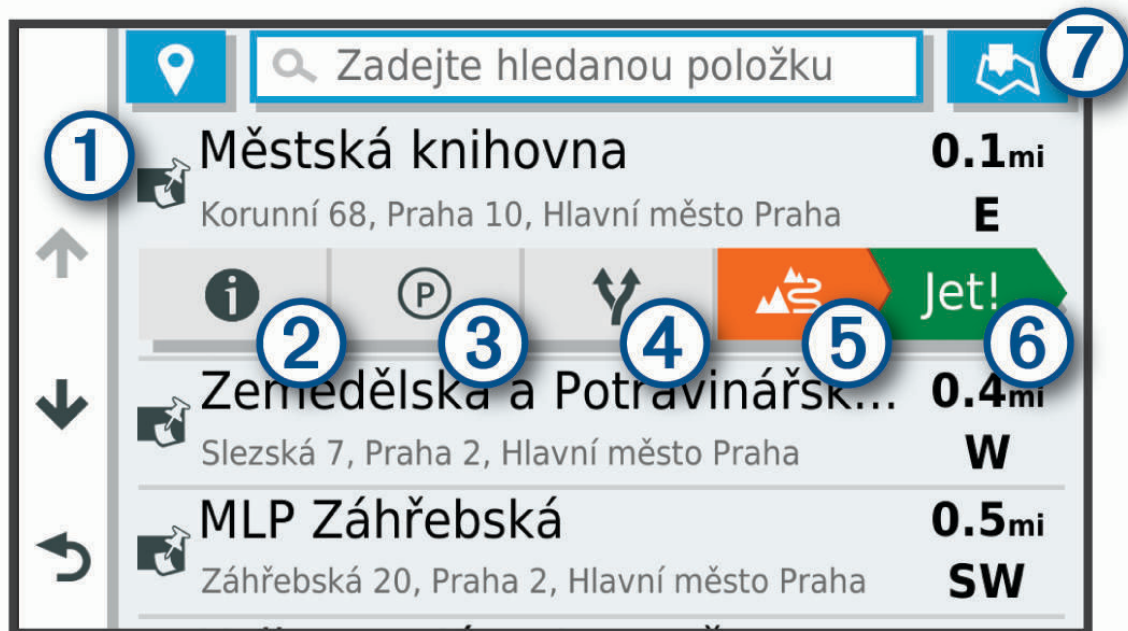 Zadejte hledanou položku
7
1
Městská knihovna
0.1mi
Korunní 68, Praha 10, Hlavní město Praha
E
i
P
Jet!
2
3
4
5
6
Zemědělská a Potravinářsk...
0.4mi
Slezská 7, Praha 2, Hlavní město Praha
W
MLP Záhřebská
0.5mi
Záhřebská 20, Praha 2, Hlavní město Praha
SW